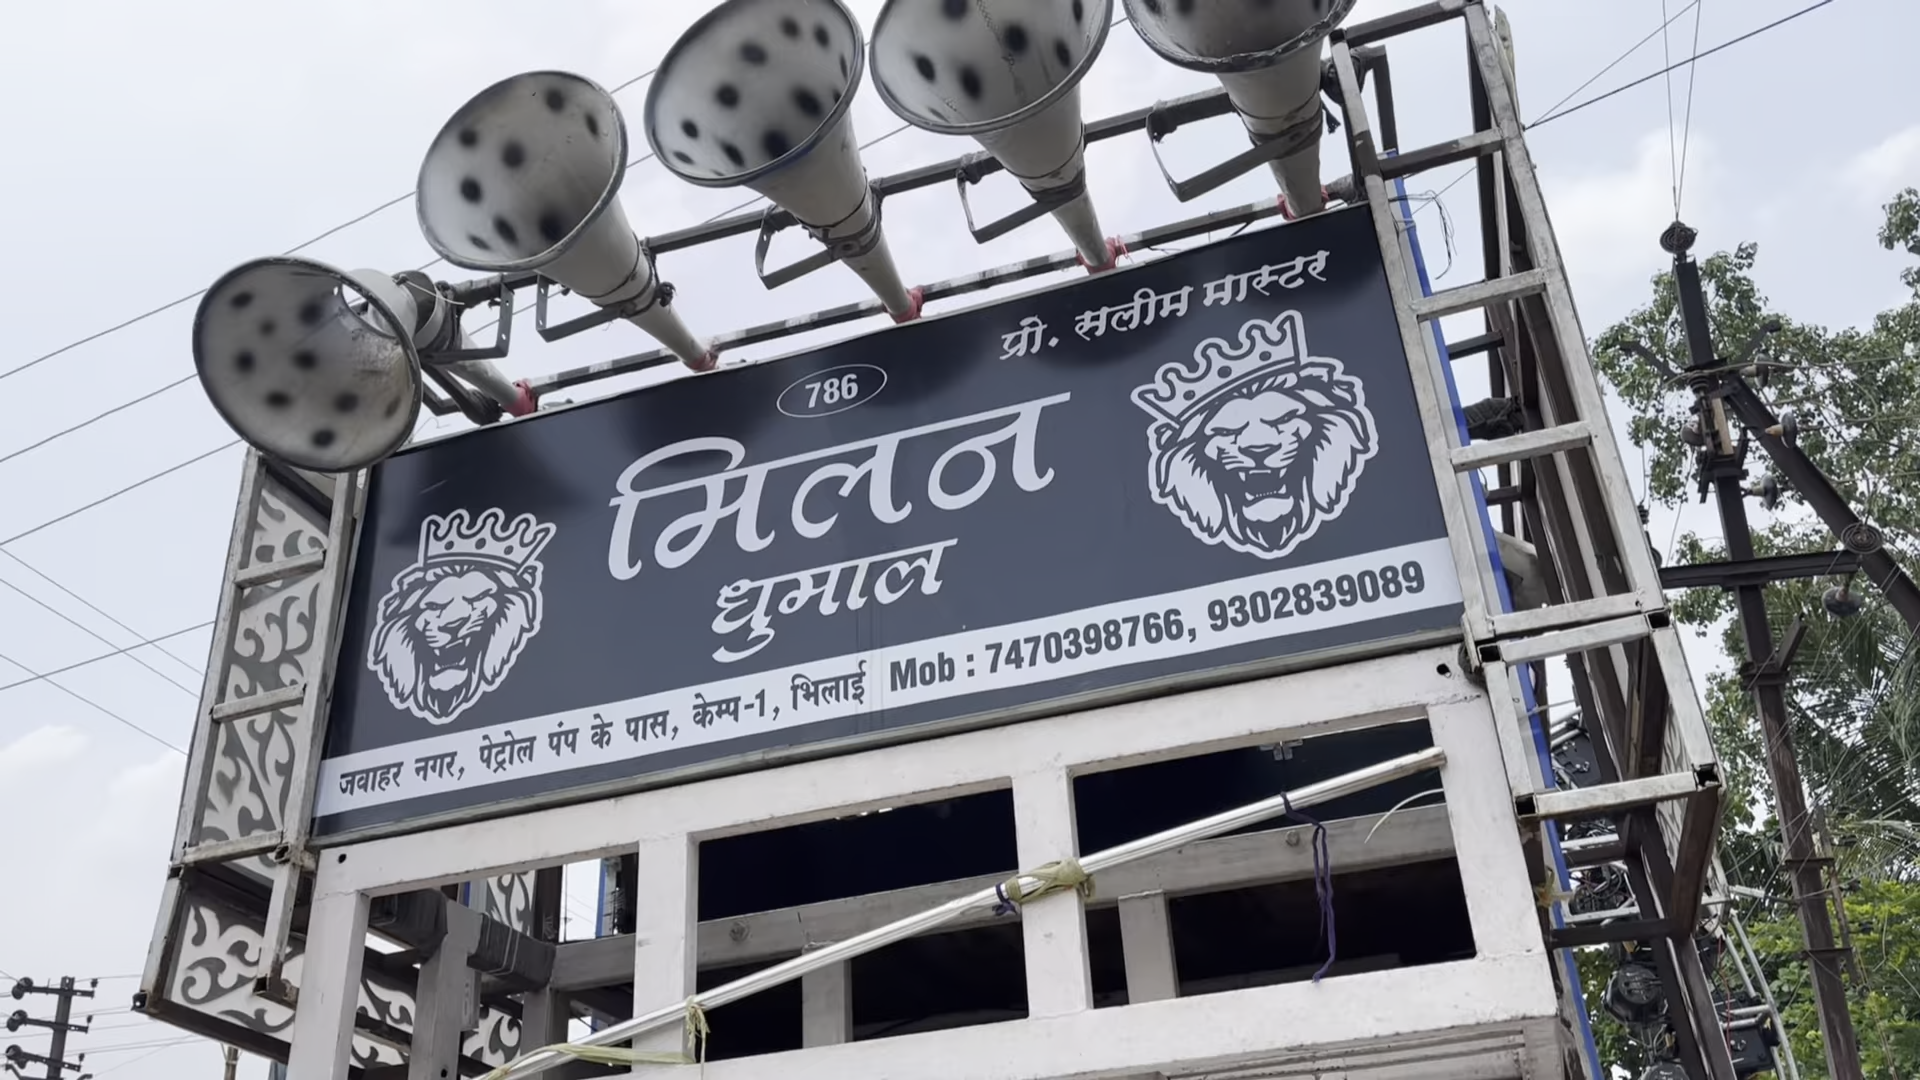 प्रो. सलीम मास्टर
786
मिलन
धुमाल
जवाहर नगर, पेट्रोल पंप के पास, केम्प-1, भिलाई Mob : 7470398766, 9302839089